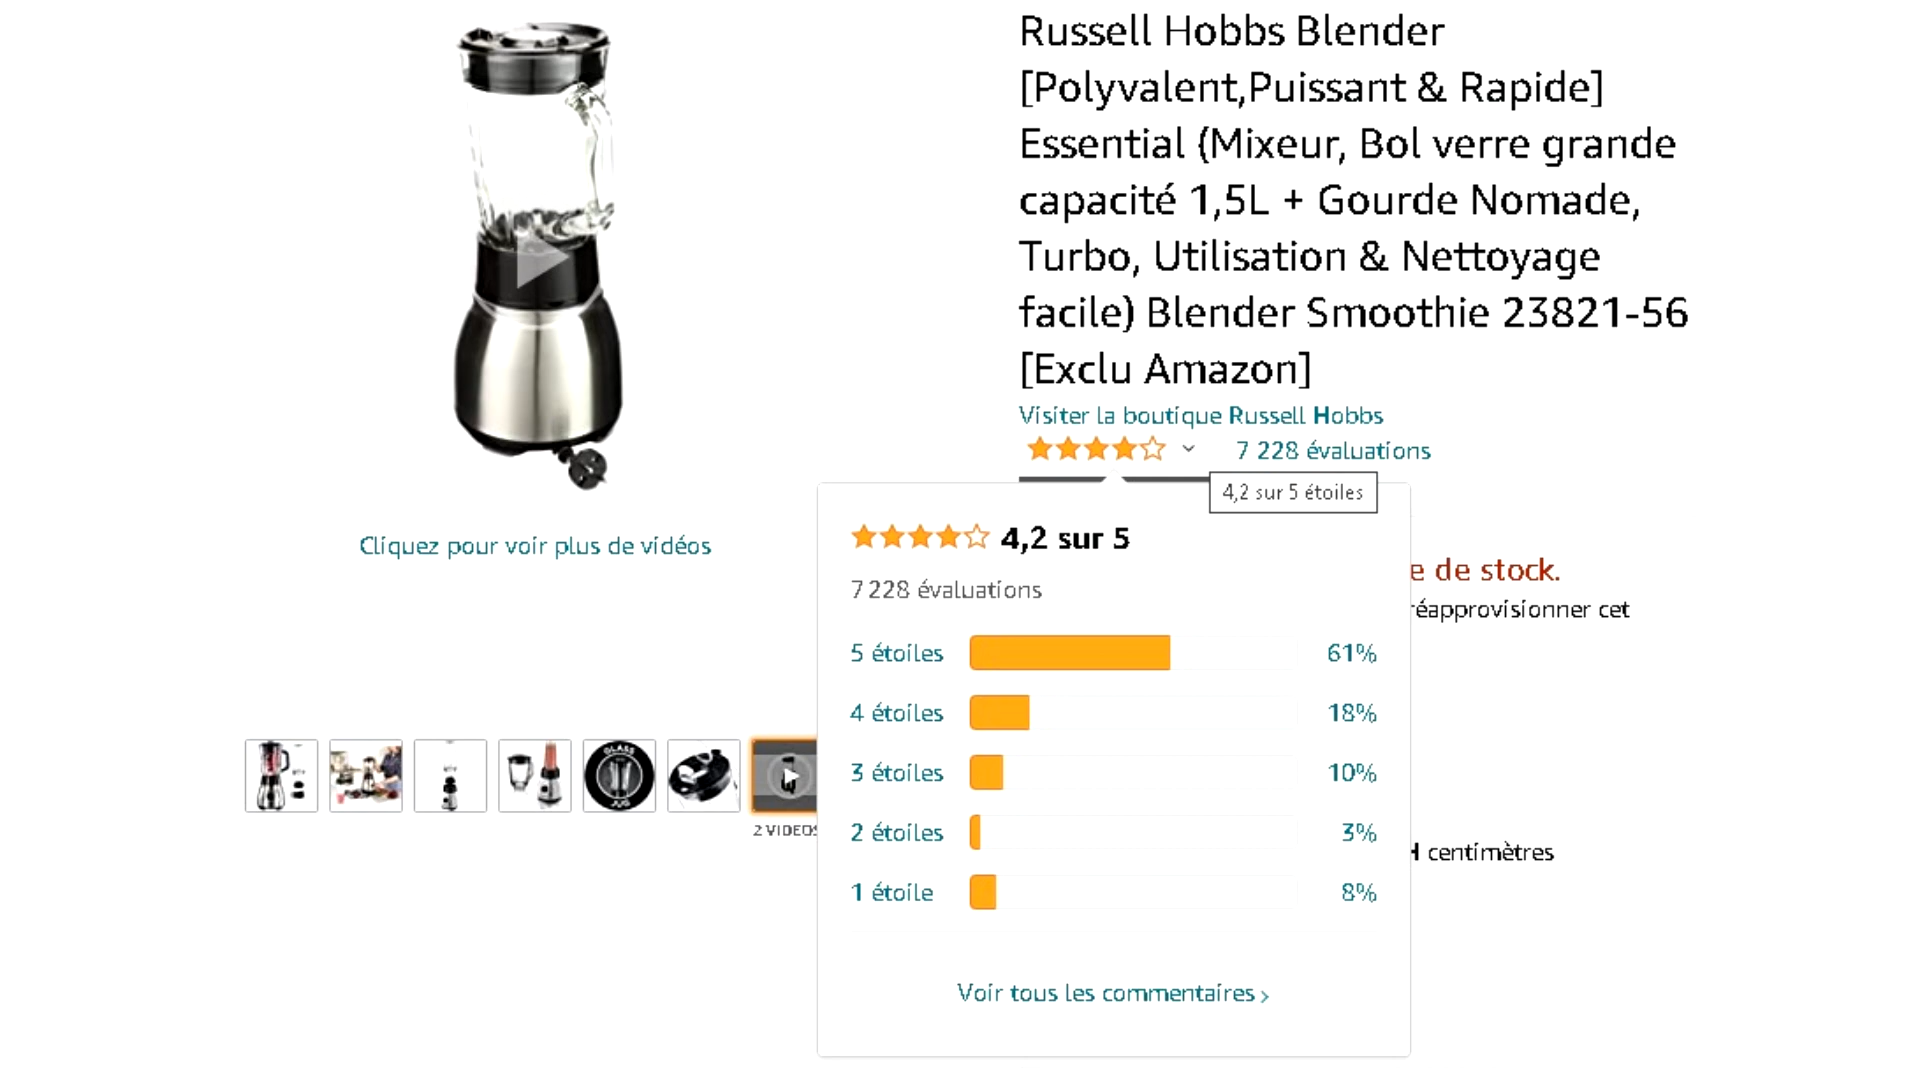 Russell Hobbs Blender
[Polyvalent,Puissant & Rapide]
Essential (Mixeur, Bol verre grande
capacité 1,5L + Gourde Nomade,
Turbo, Utilisation & Nettoyage
facile) Blender Smoothie 23821-56
[Exclu Amazon]
Visiter la boutique Russell Hobbs
7 228 évaluations
4,2 sur 5 étoiles
Cliquez pour voir plus de vidéos
4,2 sur 5
7 228 évaluations
e de stock.
réapprovisionner cet
5 étoiles 61%
4 étoiles 18%
3 étoiles 10%
2 étoiles 3%
1 étoile 8%
GLASS
JUG
2 VIDEOS
H centimètres
Voir tous les commentaires ›